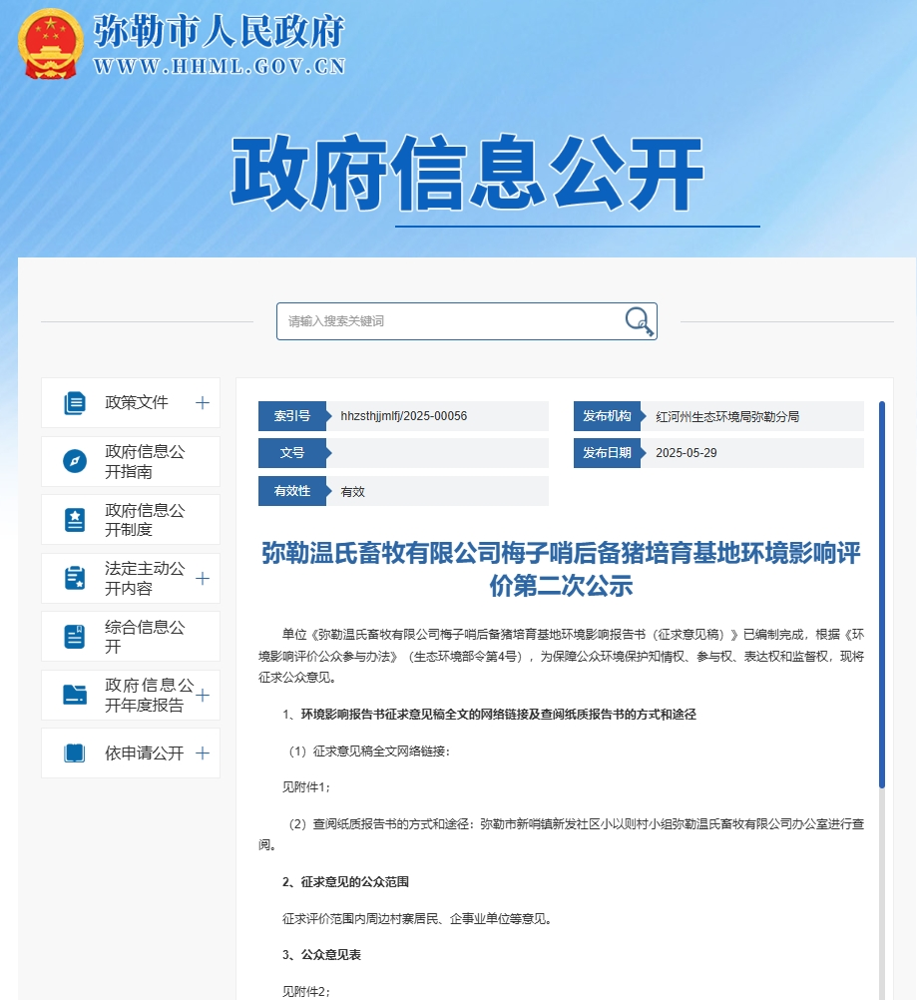 弥勒市人民政府
WWW.HHML.GOV.CN
政府信息公开
请输入搜索关键词
政策文件
政府信息公
开指南
政府信息公
开制度
法定主动公
开内容
综合信息公
开
政府信息公
开年度报告
依申请公开
索引号 hhzsthjjmlfj/2025-00056
发布机构 红河州生态环境局弥勒分局
文号
发布日期 2025-05-29
有效性 有效
弥勒温氏畜牧有限公司梅子哨后备猪培育基地环境影响评
价第二次公示
单位《弥勒温氏畜牧有限公司梅子哨后备猪培育基地环境影响报告书（征求意见稿）》已编制完成，根据《环
境影响评价公众参与办法》（生态环境部令第4号），为保障公众环境保护知情权、参与权、表达权和监督权，现将
征求公众意见。
1、环境影响报告书征求意见稿全文的网络链接及查阅纸质报告书的方式和途径
（1）征求意见稿全文网络链接：
见附件1；
（2）查阅纸质报告书的方式和途径：弥勒市新哨镇新发社区小以则村小组弥勒温氏畜牧有限公司办公室进行查
阅。
2、征求意见的公众范围
征求评价范围内周边村寨居民、企事业单位等意见。
3、公众意见表
见附件2；